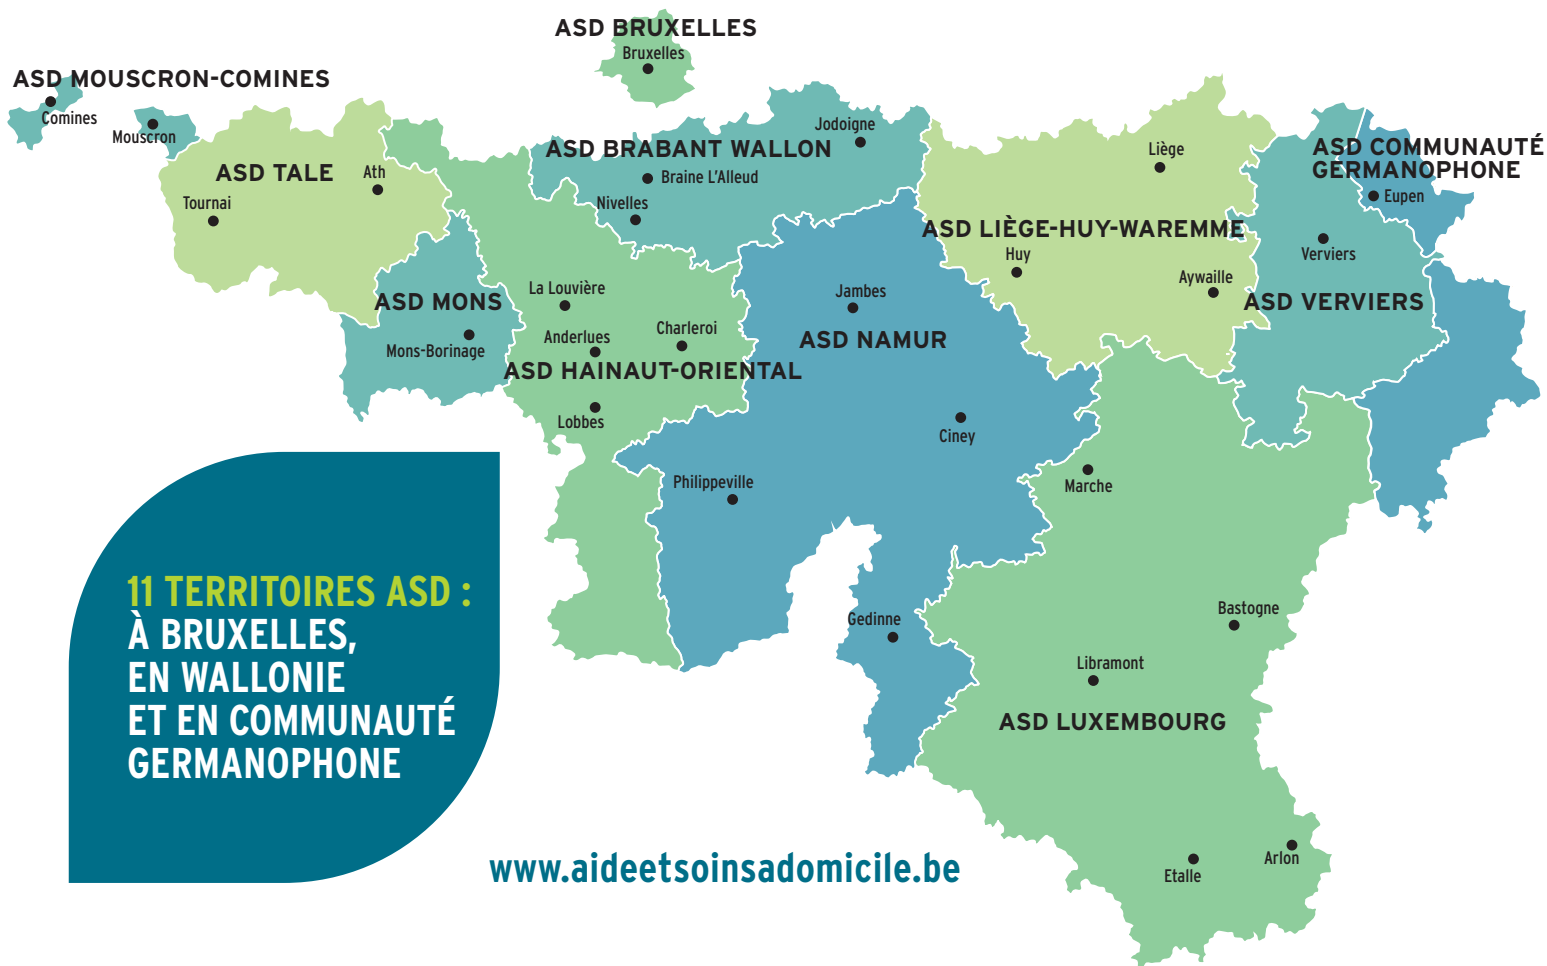 ASD BRUXELLES
Bruxelles
ASD MOUSCRON-COMINES
Comines
Mouscron
ASD TALE
Ath
Tournai
ASD BRABANT WALLON
Jodoigne
Braine L'Alleud
Nivelles
ASD LIÈGE-HUY-WAREMME
Liège
Huy
Aywaille
ASD COMMUNAUTÉ
GERMANOPHONE
Eupen
Verviers
ASD VERVIERS
ASD MONS
Mons-Borinage
La Louvière
Anderlues
Charleroi
ASD HAINAUT-ORIENTAL
Lobbes
Jambes
ASD NAMUR
Ciney
Philippeville
Gedinne
Marche
Bastogne
Libramont
ASD LUXEMBOURG
Etalle
Arlon
11 TERRITOIRES ASD :
À BRUXELLES,
EN WALLONIE
ET EN COMMUNAUTÉ
GERMANOPHONE
www.aideetsoinsadomicile.be